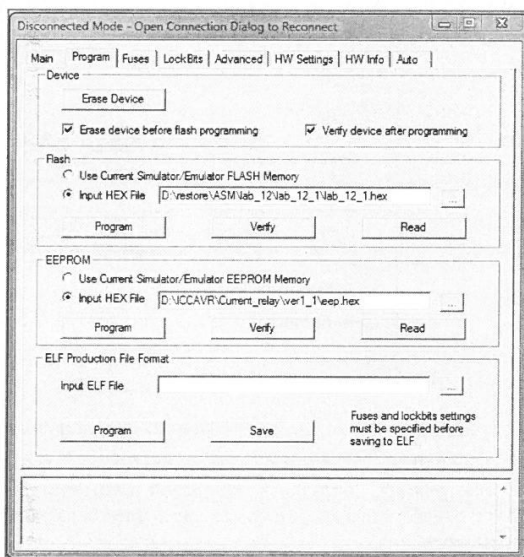 Disconnected Mode - Open Connection Dialog to Reconnect
Main Program Fuses LockBits Advanced HW Settings HW Info Auto
Device
Erase Device
Erase device before flash programming Verify device after programming
Flash
Use Current Simulator/Emulator FLASH Memory
Input HEX File D:\restore\ASM\lab_12\lab_12_1\lab_12_1.hex ...
Program Verify Read
EEPROM
Use Current Simulator/Emulator EEPROM Memory
Input HEX File D:\ICCAVR\Current_relay\ver1_1\eep.hex ...
Program Verify Read
ELF Production File Format
Input ELF File ...
Fuses and lockbits settings
must be specified before
saving to ELF
Program Save